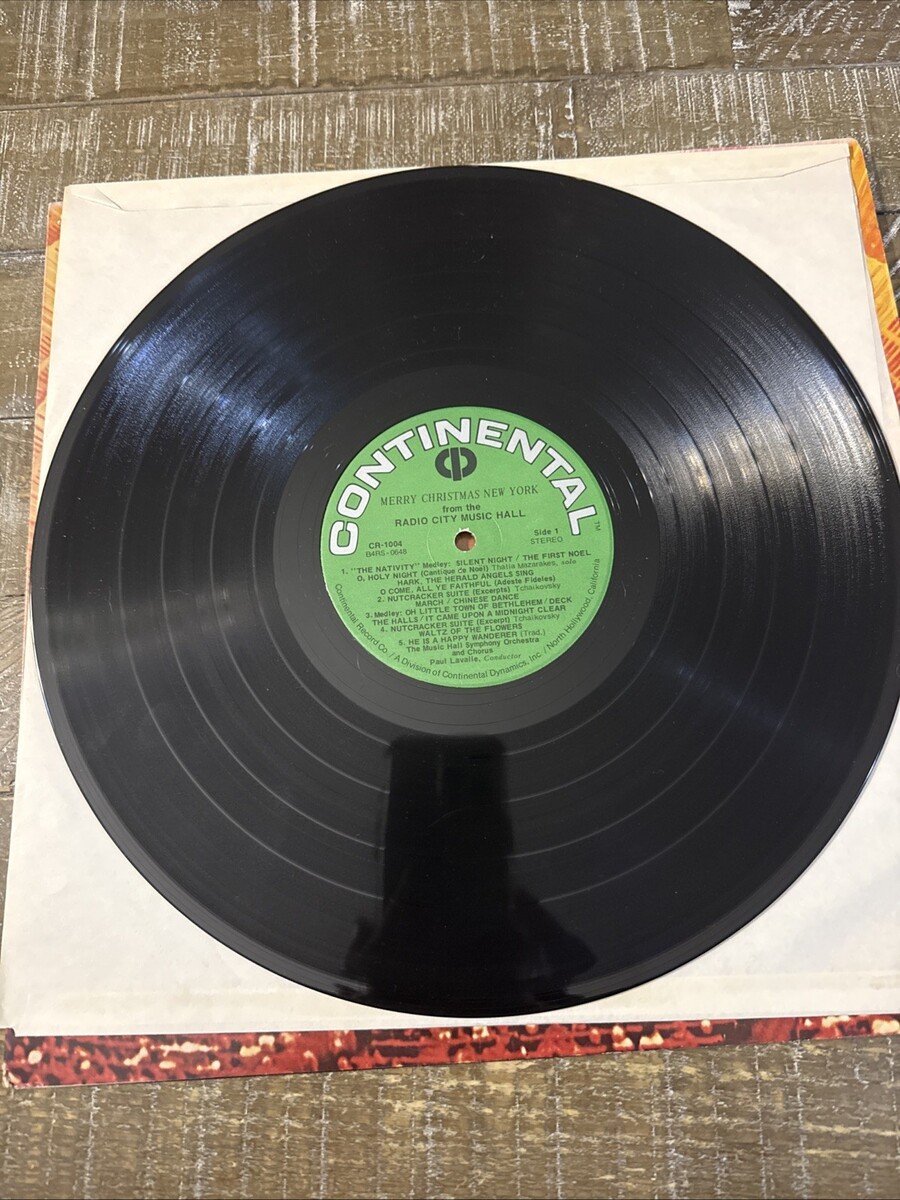 CONTINENTAL
TM
MERRY CHRISTMAS NEW YORK
from the
RADIO CITY MUSIC HALL
CR-1004
B4RS-0648
Side 1
STEREO
1. "THE NATIVITY" Medley: SILENT NIGHT / THE FIRST NOEL
O, HOLY NIGHT (Cantique de Noel) Thalia Mazarakes, solo
HARK, THE HERALD ANGELS SING
O COME, ALL YE FAITHFUL (Adeste Fideles)
2. NUTCRACKER SUITE (Excerpts) Tchaikovsky
MARCH / CHINESE DANCE
3. Medley: OH LITTLE TOWN OF BETHLEHEM / DECK
THE HALLS / IT CAME UPON A MIDNIGHT CLEAR
4. NUTCRACKER SUITE (Excerpt) Tchaikovsky
WALTZ OF THE FLOWERS
5. HE IS A HAPPY WANDERER (Trad.)
The Music Hall Symphony Orchestra
and Chorus
Paul Lavalle, Conductor
Continental Record Co. / A Division of Continental Dynamics, Inc. / North Hollywood, California